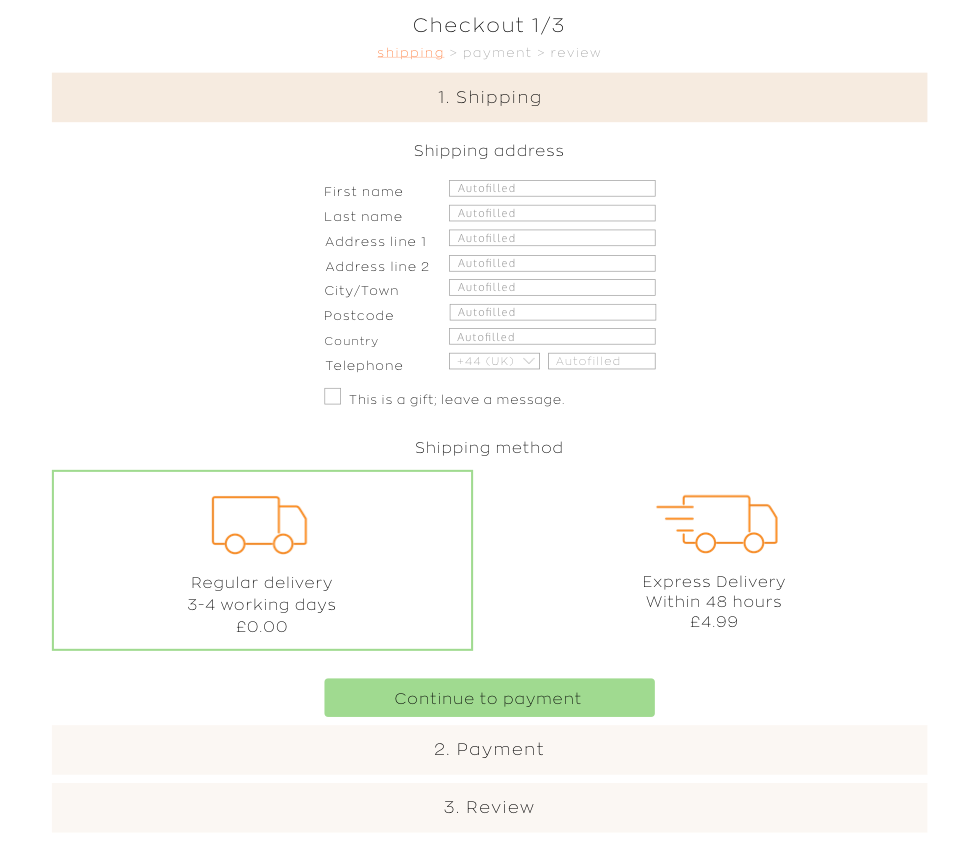 Checkout 1/3
shipping > payment > review
1. Shipping
Shipping address
First name Autofilled
Last name Autofilled
Address line 1 Autofilled
Address line 2 Autofilled
City/Town Autofilled
Postcode Autofilled
Country Autofilled
Telephone +44 (UK) Autofilled
This is a gift; leave a message.
Shipping method
Regular delivery
3-4 working days
£0.00
Express Delivery
Within 48 hours
£4.99
Continue to payment
2. Payment
3. Review